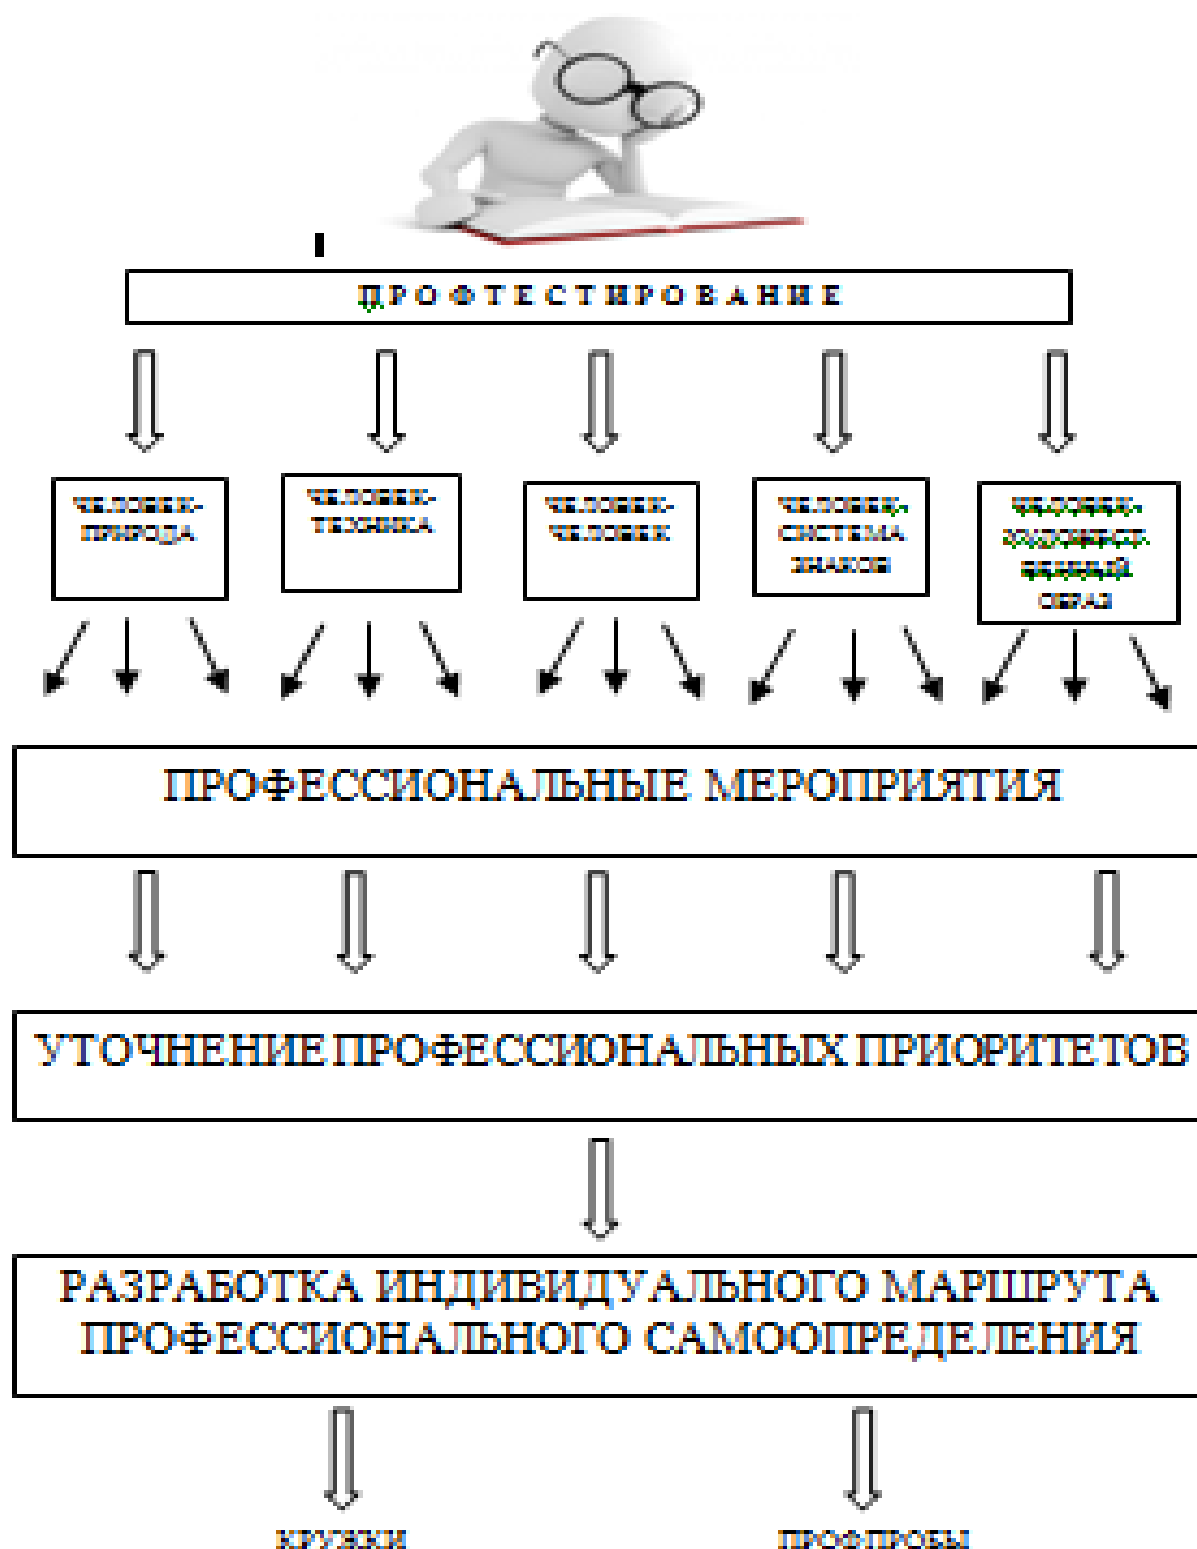 ПРОФТЕСТИРОВАНИЕ
ЧЕЛОВЕК-
ПРИРОДА
ЧЕЛОВЕК-
ТЕХНИКА
ЧЕЛОВЕК-
ЧЕЛОВЕК
ЧЕЛОВЕК-
СИСТЕМА
ЗНАКОВ
ЧЕЛОВЕК-
ХУДОЖЕСТ
ВЕННЫЙ
ОБРАЗ
ПРОФЕССИОНАЛЬНЫЕ МЕРОПРИЯТИЯ
УТОЧНЕНИЕ ПРОФЕССИОНАЛЬНЫХ ПРИОРИТЕТОВ
РАЗРАБОТКА ИНДИВИДУАЛЬНОГО МАРШРУТА
ПРОФЕССИОНАЛЬНОГО САМООПРЕДЕЛЕНИЯ
КРУЖКИ
ПРОФПРОБЫ